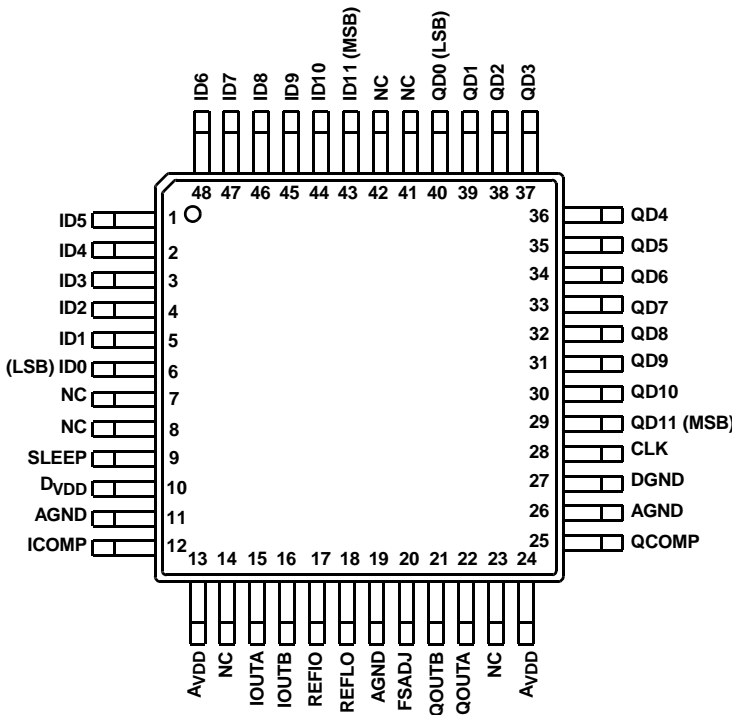 ID6
ID7
ID8
ID9
ID10
ID11 (MSB)
NC
NC
QD0 (LSB)
QD1
QD2
QD3
48
47
46
45
44
43
42
41
40
39
38
37
ID5
1
ID4
2
ID3
3
ID2
4
ID1
5
(LSB) ID0
6
NC
7
NC
8
SLEEP
9
DVDD
10
AGND
11
ICOMP
12
36
QD4
35
QD5
34
QD6
33
QD7
32
QD8
31
QD9
30
QD10
29
QD11 (MSB)
28
CLK
27
DGND
26
AGND
25
QCOMP
13
14
15
16
17
18
19
20
21
22
23
24
AVDD
NC
IOUTA
IOUTB
REFIO
REFLO
AGND
FSADJ
QOUTB
QOUTA
NC
AVDD